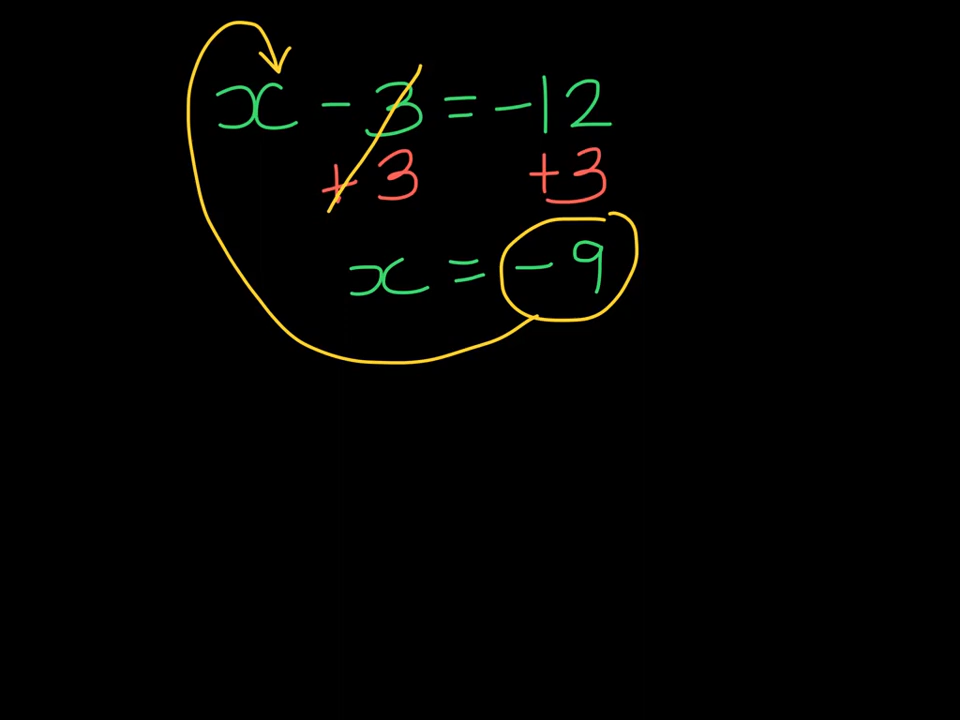 x - 3 = -12
+ 3 + 3
x = - 9